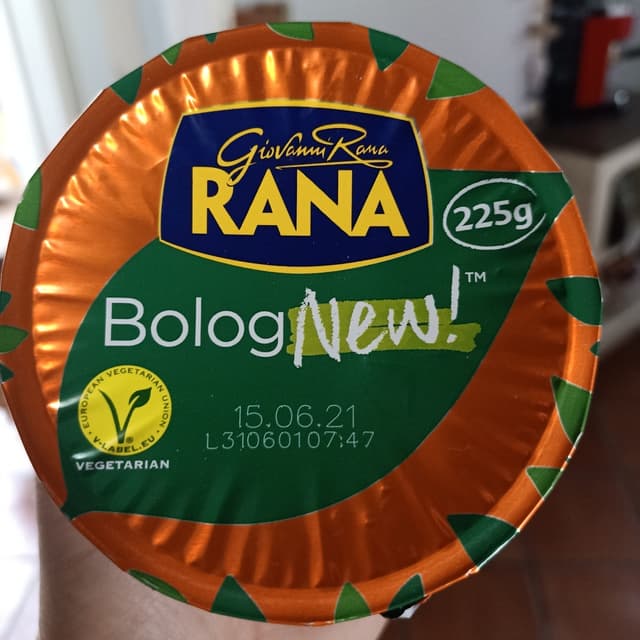 Giovanni Rana
RANA
225g
BologNew!™
EUROPEAN VEGETARIAN UNION
V-LABEL.EU
VEGETARIAN
15.06.21
L31060107:47